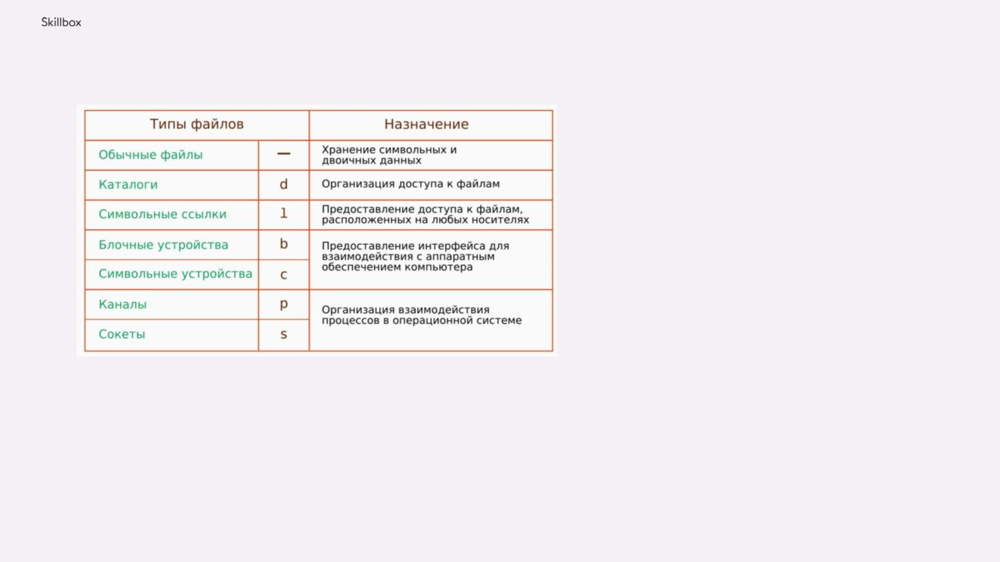 Skillbox
Типы файлов
Назначение
Обычные файлы
—
Хранение символьных и
двоичных данных
Каталоги
d
Организация доступа к файлам
Символьные ссылки
l
Предоставление доступа к файлам,
расположенных на любых носителях
Блочные устройства
b
Предоставление интерфейса для
взаимодействия с аппаратным
обеспечением компьютера
Символьные устройства
c
Каналы
p
Организация взаимодействия
процессов в операционной системе
Сокеты
s